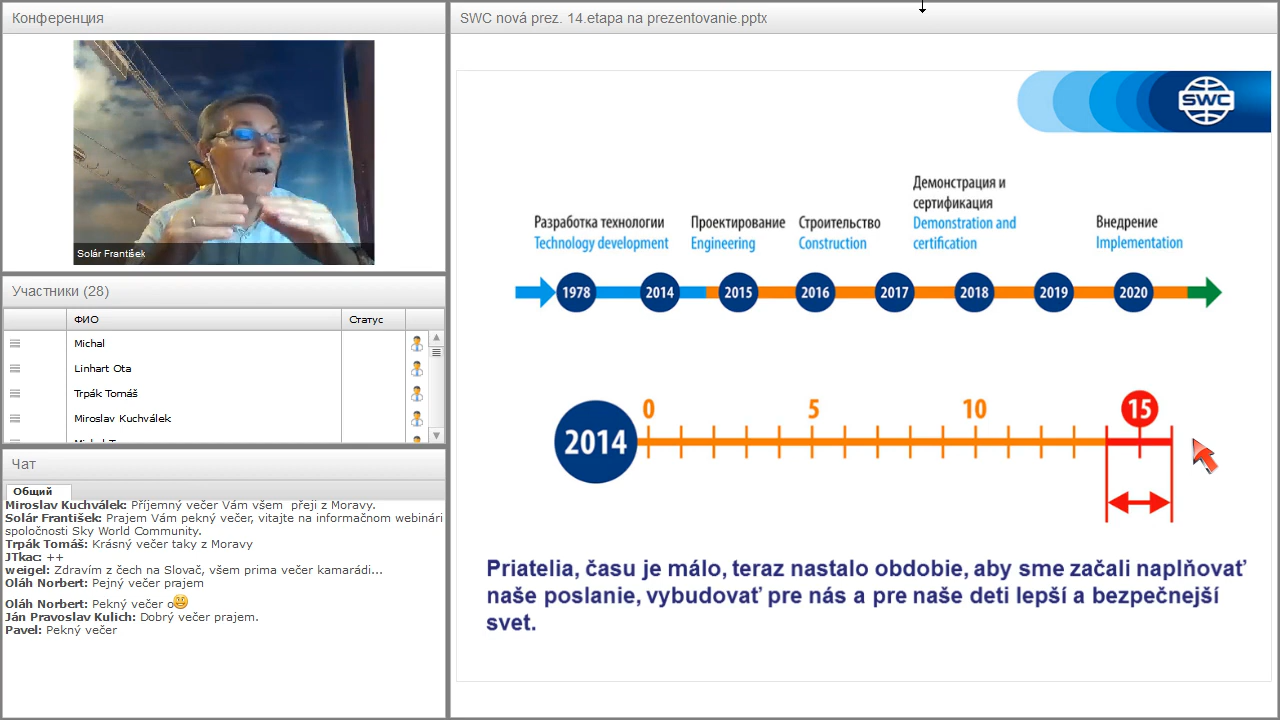 Конференция
Solár František
Участники (28)
ФИО
Статус
Michal
Linhart Ota
Trpák Tomáš
Miroslav Kuchválek
Чат
Общий
Miroslav Kuchválek: Příjemný večer Vám všem přeji z Moravy.
Solár František: Prajem Vám pekný večer, vitajte na informačnom webinári
spoločnosti Sky World Community.
Trpák Tomáš: Krásný večer taky z Moravy
JTkac: ++
weigel: Zdravím z čech na Slovač, všem prima večer kamarádi...
Oláh Norbert: Pejný večer prajem
Oláh Norbert: Pekný večer o
Ján Pravoslav Kulich: Dobrý večer prajem.
Pavel: Pekný večer
SWC nová prez. 14.etapa na prezentovanie.pptx
SWC
Разработка технологии
Technology development
Проектирование
Engineering
Строительство
Construction
Демонстрация и
сертификация
Demonstration and
certification
Внедрение
Implementation
1978 2014 2015 2016 2017 2018 2019 2020
0 5 10 15
2014
Priatelia, času je málo, teraz nastalo obdobie, aby sme začali naplňovať
naše poslanie, vybudovať pre nás a pre naše deti lepší a bezpečnejší
svet.